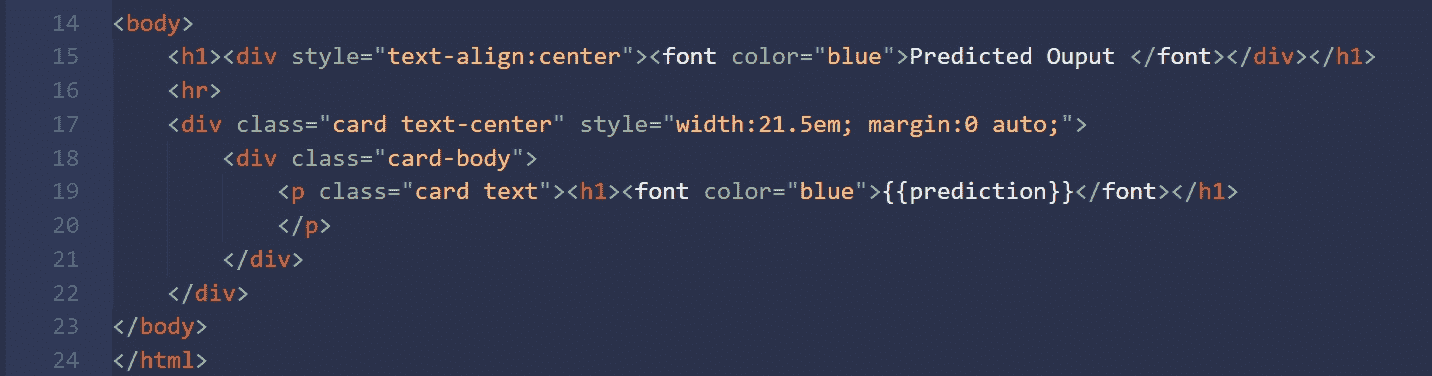 14 <body>
15     <h1><div style="text-align:center"><font color="blue">Predicted Ouput </font></div></h1>
16     <hr>
17     <div class="card text-center" style="width:21.5em; margin:0 auto;">
18         <div class="card-body">
19             <p class="card text"><h1><font color="blue">{{prediction}}</font></h1>
20             </p>
21         </div>
22     </div>
23 </body>
24 </html>